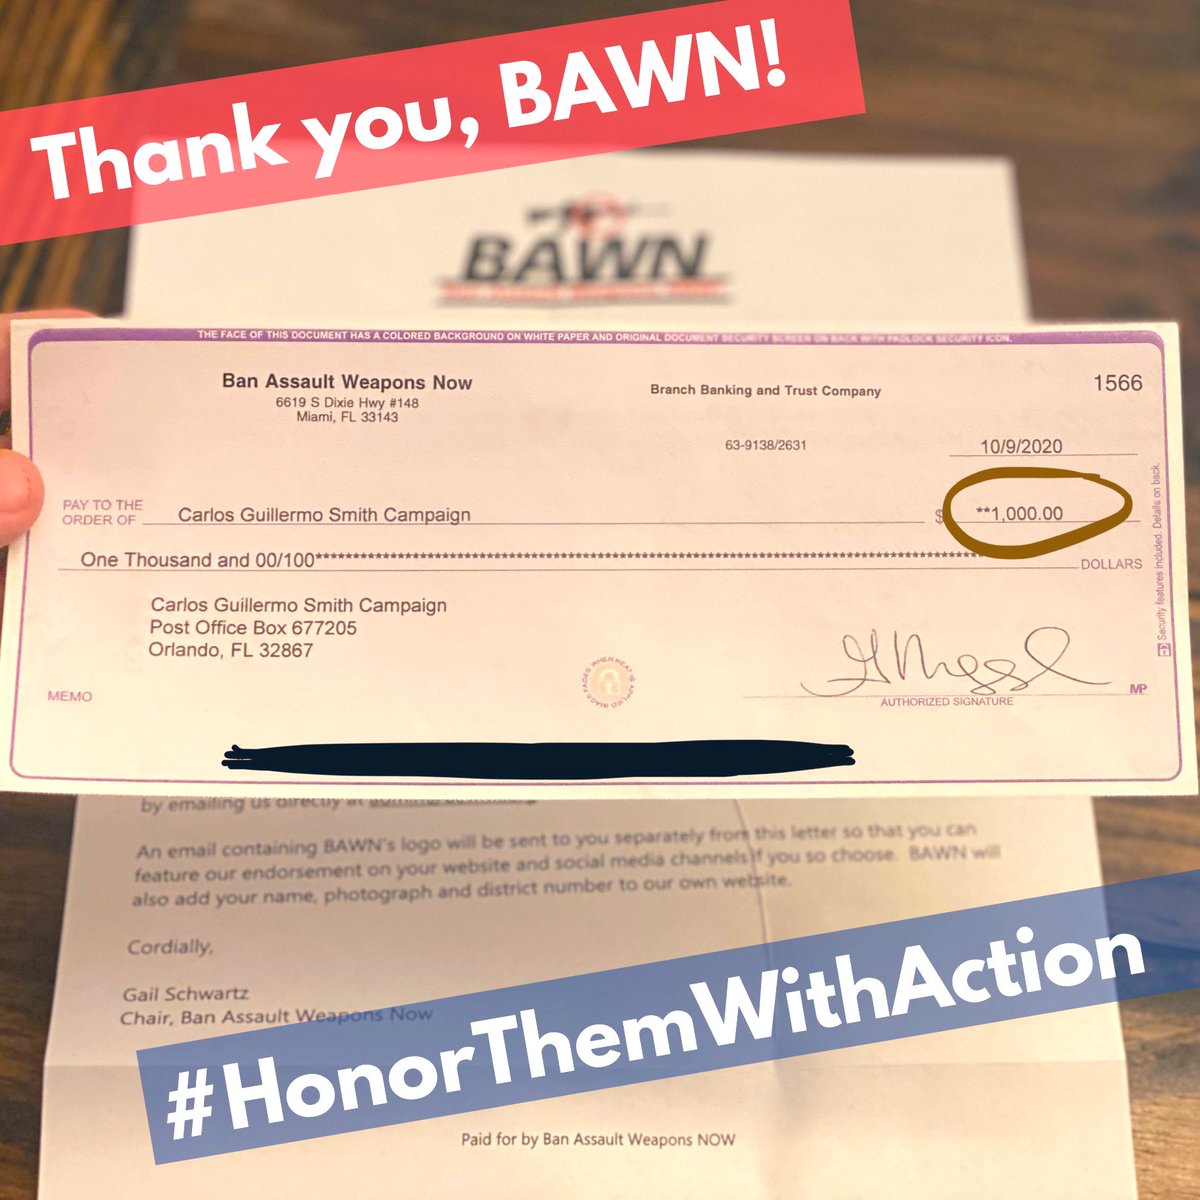 Thank you, BAWN!
BAWN
THE FACE OF THIS DOCUMENT HAS A COLORED BACKGROUND ON WHITE PAPER AND ORIGINAL DOCUMENT SECURITY SCREEN ON BACK WITH PADLOCK SECURITY ICON.
Ban Assault Weapons Now
6619 S Dixie Hwy #148
Miami, FL 33143
Branch Banking and Trust Company
1566
63-9138/2631
10/9/2020
PAY TO THE
ORDER OF
Carlos Guillermo Smith Campaign
$ **1,000.00
One Thousand and 00/100******************************************************************************************
DOLLARS
Carlos Guillermo Smith Campaign
Post Office Box 677205
Orlando, FL 32867
MEMO
IMAGE FADES WHEN HEAT IS APPLIED
AUTHORIZED SIGNATURE
MP
Security features included. Details on back.
by emailing us directly at
An email containing BAWN's logo will be sent to you separately from this letter so that you can
feature our endorsement on your website and social media channels if you so choose. BAWN will
also add your name, photograph and district number to our own website.
Cordially,
Gail Schwartz
Chair, Ban Assault Weapons Now
#HonorThemWithAction
Paid for by Ban Assault Weapons NOW